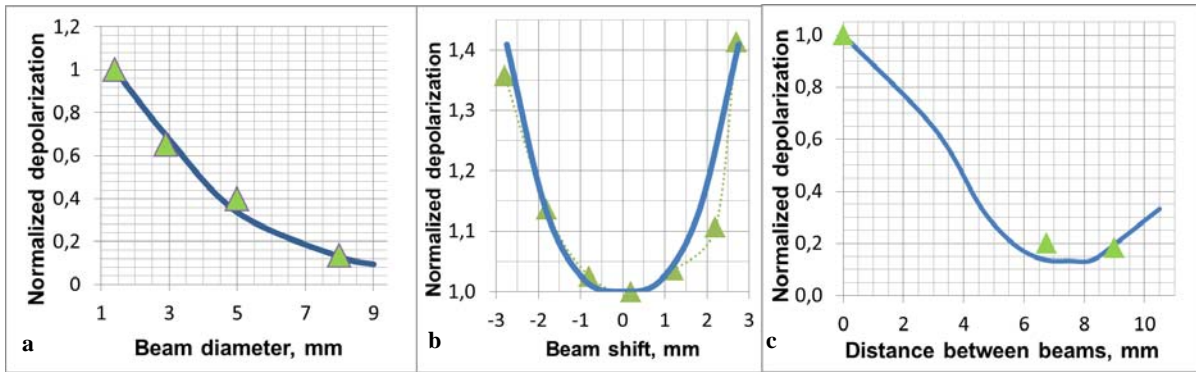 Normalized depolarization
1,2
1
0,8
0,6
0,4
0,2
0
1 3 5 7 9
Beam diameter, mm
a
Normalized depolarization
1,4
1,3
1,2
1,1
1,0
-3 -2 -1 0 1 2 3
Beam shift, mm
b
Normalized depolarization
1,0
0,8
0,6
0,4
0,2
0,0
0 2 4 6 8 10
Distance between beams, mm
c